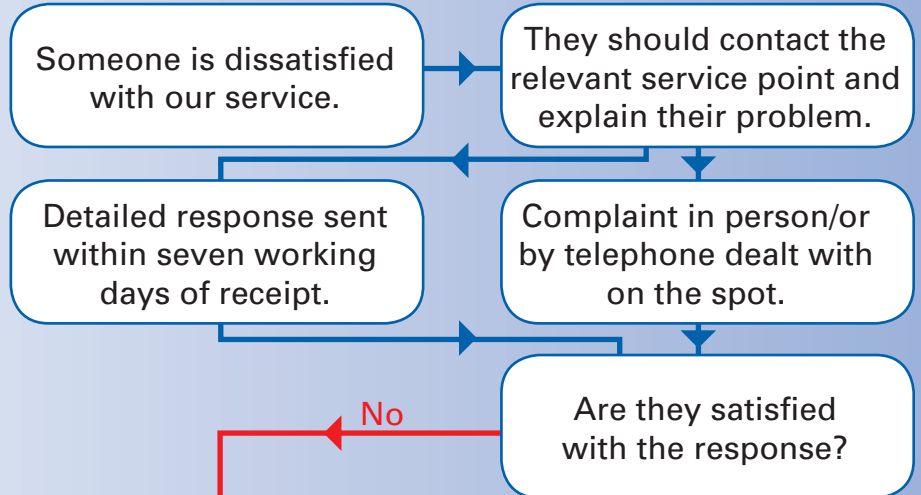 Someone is dissatisfied
with our service.
They should contact the
relevant service point and
explain their problem.
Detailed response sent
within seven working
days of receipt.
Complaint in person/or
by telephone dealt with
on the spot.
Are they satisfied
with the response?
No